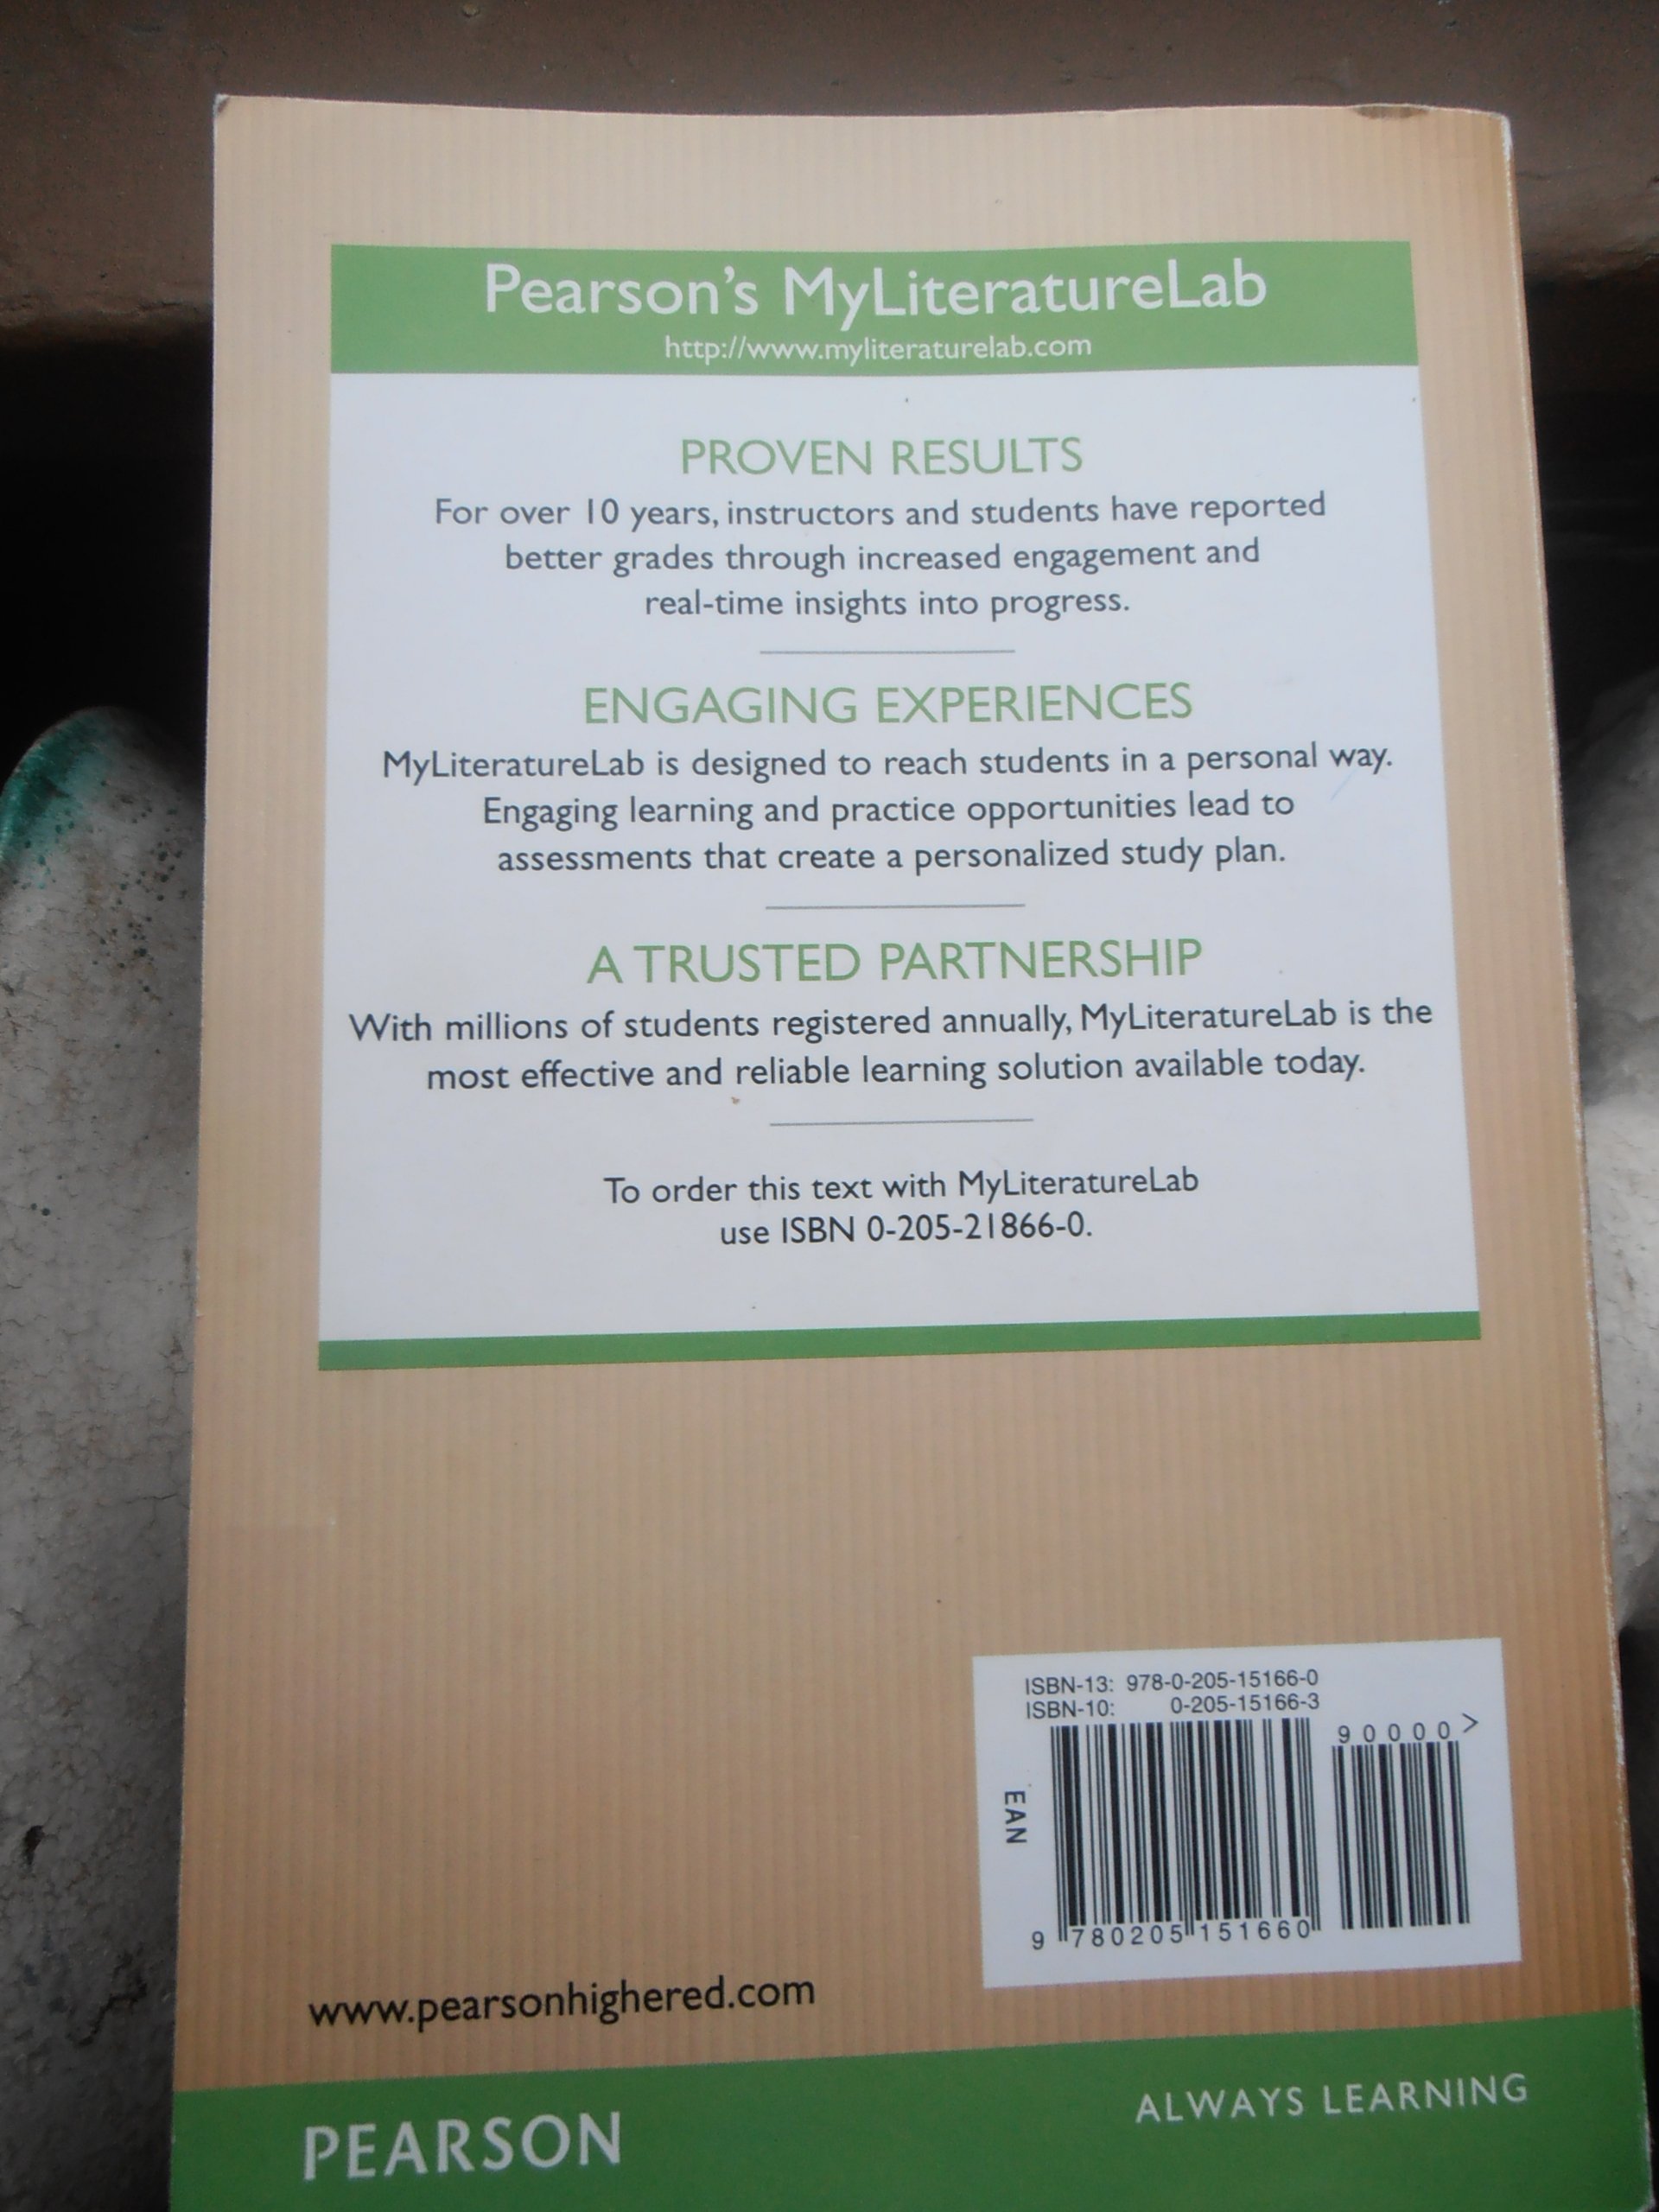 Pearson's MyLiteratureLab
http://www.myliteraturelab.com
PROVEN RESULTS
For over 10 years, instructors and students have reported
better grades through increased engagement and
real-time insights into progress.
ENGAGING EXPERIENCES
MyLiteratureLab is designed to reach students in a personal way.
Engaging learning and practice opportunities lead to
assessments that create a personalized study plan.
A TRUSTED PARTNERSHIP
With millions of students registered annually, MyLiteratureLab is the
most effective and reliable learning solution available today.
To order this text with MyLiteratureLab
use ISBN 0-205-21866-0.
ISBN-13: 978-0-205-15166-0
ISBN-10: 0-205-15166-3
90000>
EAN
9 780205 151660
www.pearsonhighered.com
PEARSON
ALWAYS LEARNING